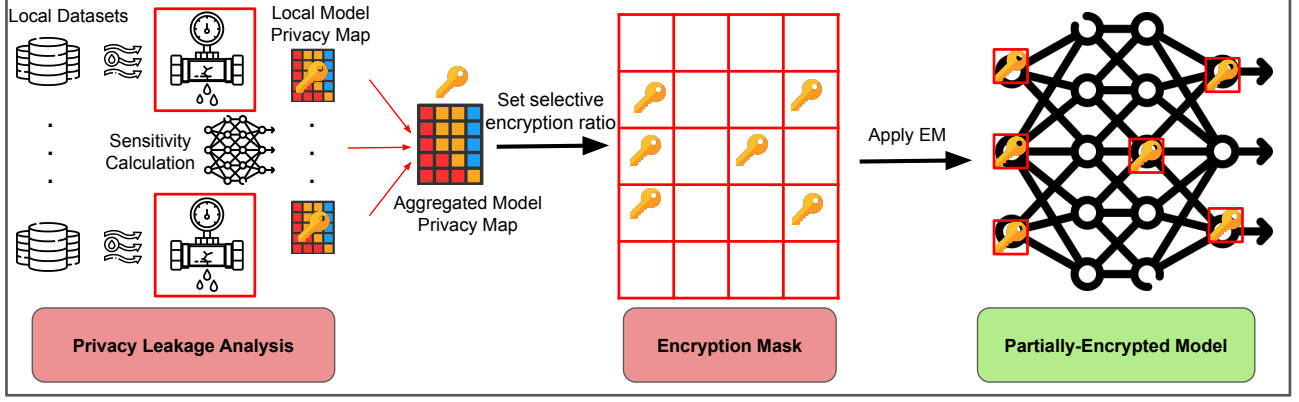 Local Datasets
Local Model
Privacy Map
Sensitivity
Calculation
Aggregated Model
Privacy Map
Set selective
encryption ratio
Apply EM
Privacy Leakage Analysis
Encryption Mask
Partially-Encrypted Model